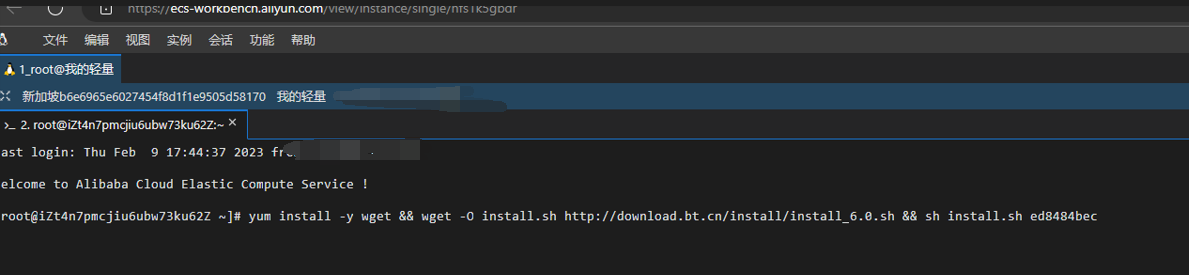 https://ecs-workbench.aliyun.com/view/instance/single/nfs1k5gbdr
文件 编辑 视图 实例 会话 功能 帮助
1_root@我的轻量
新加坡b6e6965e6027454f8d1f1e9505d58170 我的轻量
>_ 2. root@iZt4n7pmcjiu6ubw73ku62Z:~ ×
ast login: Thu Feb 9 17:44:37 2023 fr
elcome to Alibaba Cloud Elastic Compute Service !
root@iZt4n7pmcjiu6ubw73ku62Z ~]# yum install -y wget && wget -O install.sh http://download.bt.cn/install/install_6.0.sh && sh install.sh ed8484bec